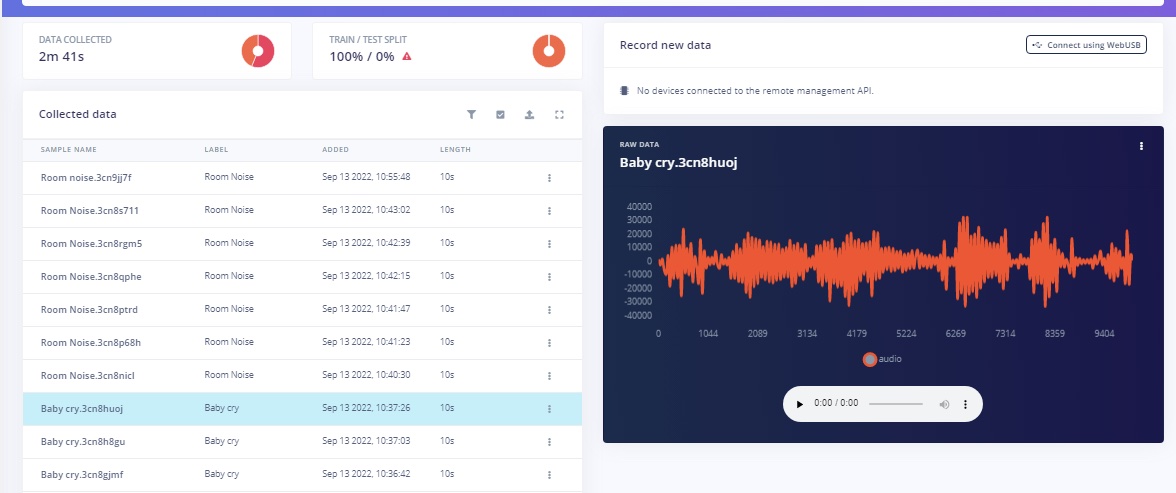 DATA COLLECTED
2m 41s
TRAIN / TEST SPLIT
100% / 0%
Collected data
SAMPLE NAME LABEL ADDED LENGTH
Room noise.3cn9jj7f Room Noise Sep 13 2022, 10:55:48 10s
Room Noise.3cn8s711 Room Noise Sep 13 2022, 10:43:02 10s
Room Noise.3cn8rgm5 Room Noise Sep 13 2022, 10:42:39 10s
Room Noise.3cn8qphe Room Noise Sep 13 2022, 10:42:15 10s
Room Noise.3cn8ptrd Room Noise Sep 13 2022, 10:41:47 10s
Room Noise.3cn8p68h Room Noise Sep 13 2022, 10:41:23 10s
Room Noise.3cn8nicl Room Noise Sep 13 2022, 10:40:30 10s
Baby cry.3cn8huoj Baby cry Sep 13 2022, 10:37:26 10s
Baby cry.3cn8h8gu Baby cry Sep 13 2022, 10:37:03 10s
Baby cry.3cn8gjmf Baby cry Sep 13 2022, 10:36:42 10s
Record new data
Connect using WebUSB
No devices connected to the remote management API.
RAW DATA
Baby cry.3cn8huoj
40000
30000
20000
10000
0
-10000
-20000
-30000
-40000
0 1044 2089 3134 4179 5224 6269 7314 8359 9404
audio
0:00 / 0:00